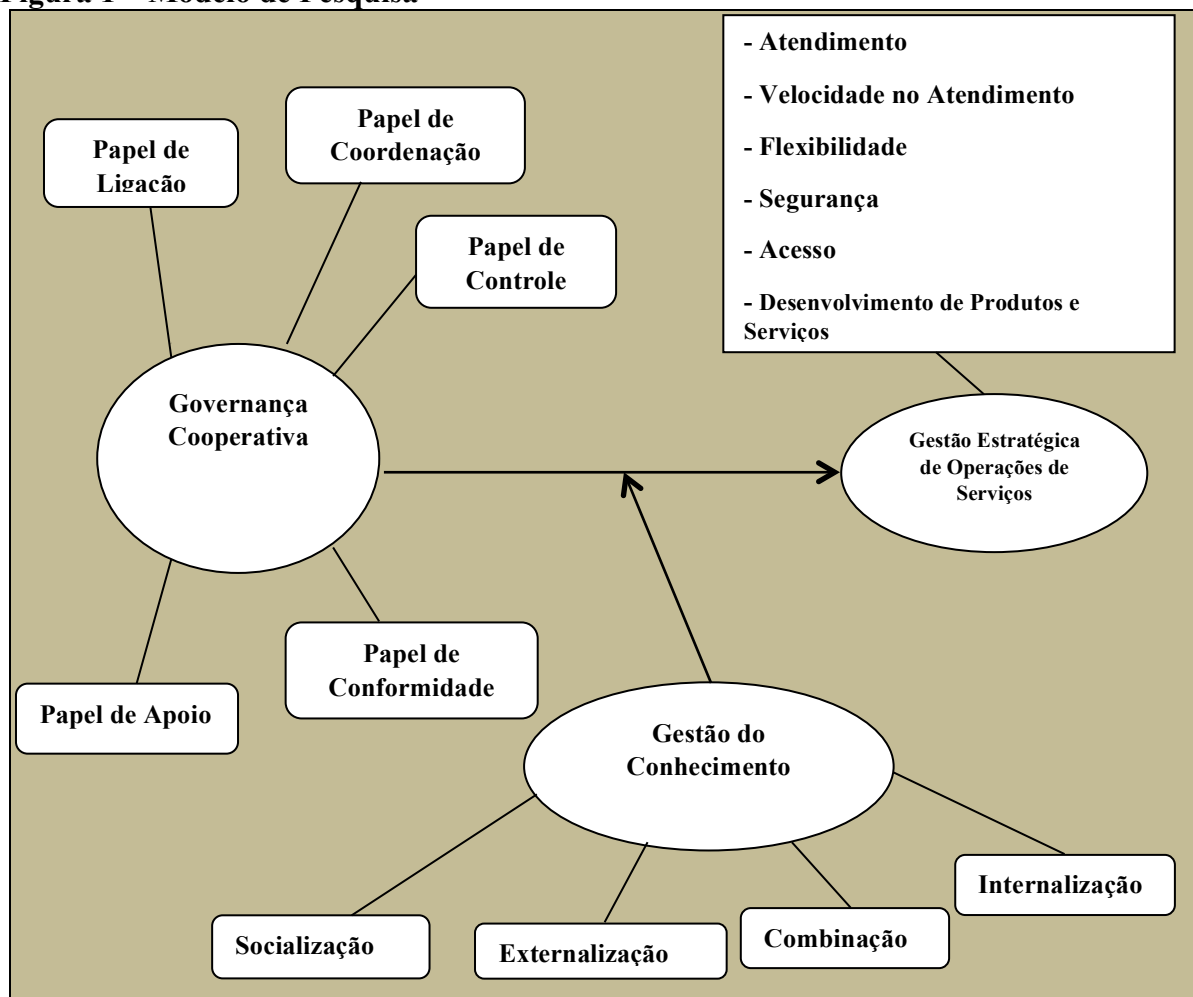 Figura 1 – Modelo de Pesquisa
- Atendimento
- Velocidade no Atendimento
- Flexibilidade
- Segurança
- Acesso
- Desenvolvimento de Produtos e
Serviços
Papel de
Coordenação
Papel de
Ligação
Papel de
Controle
Governança
Cooperativa
Gestão Estratégica
de Operações de
Serviços
Papel de
Conformidade
Papel de Apoio
Gestão do
Conhecimento
Internalização
Combinação
Socialização
Externalização